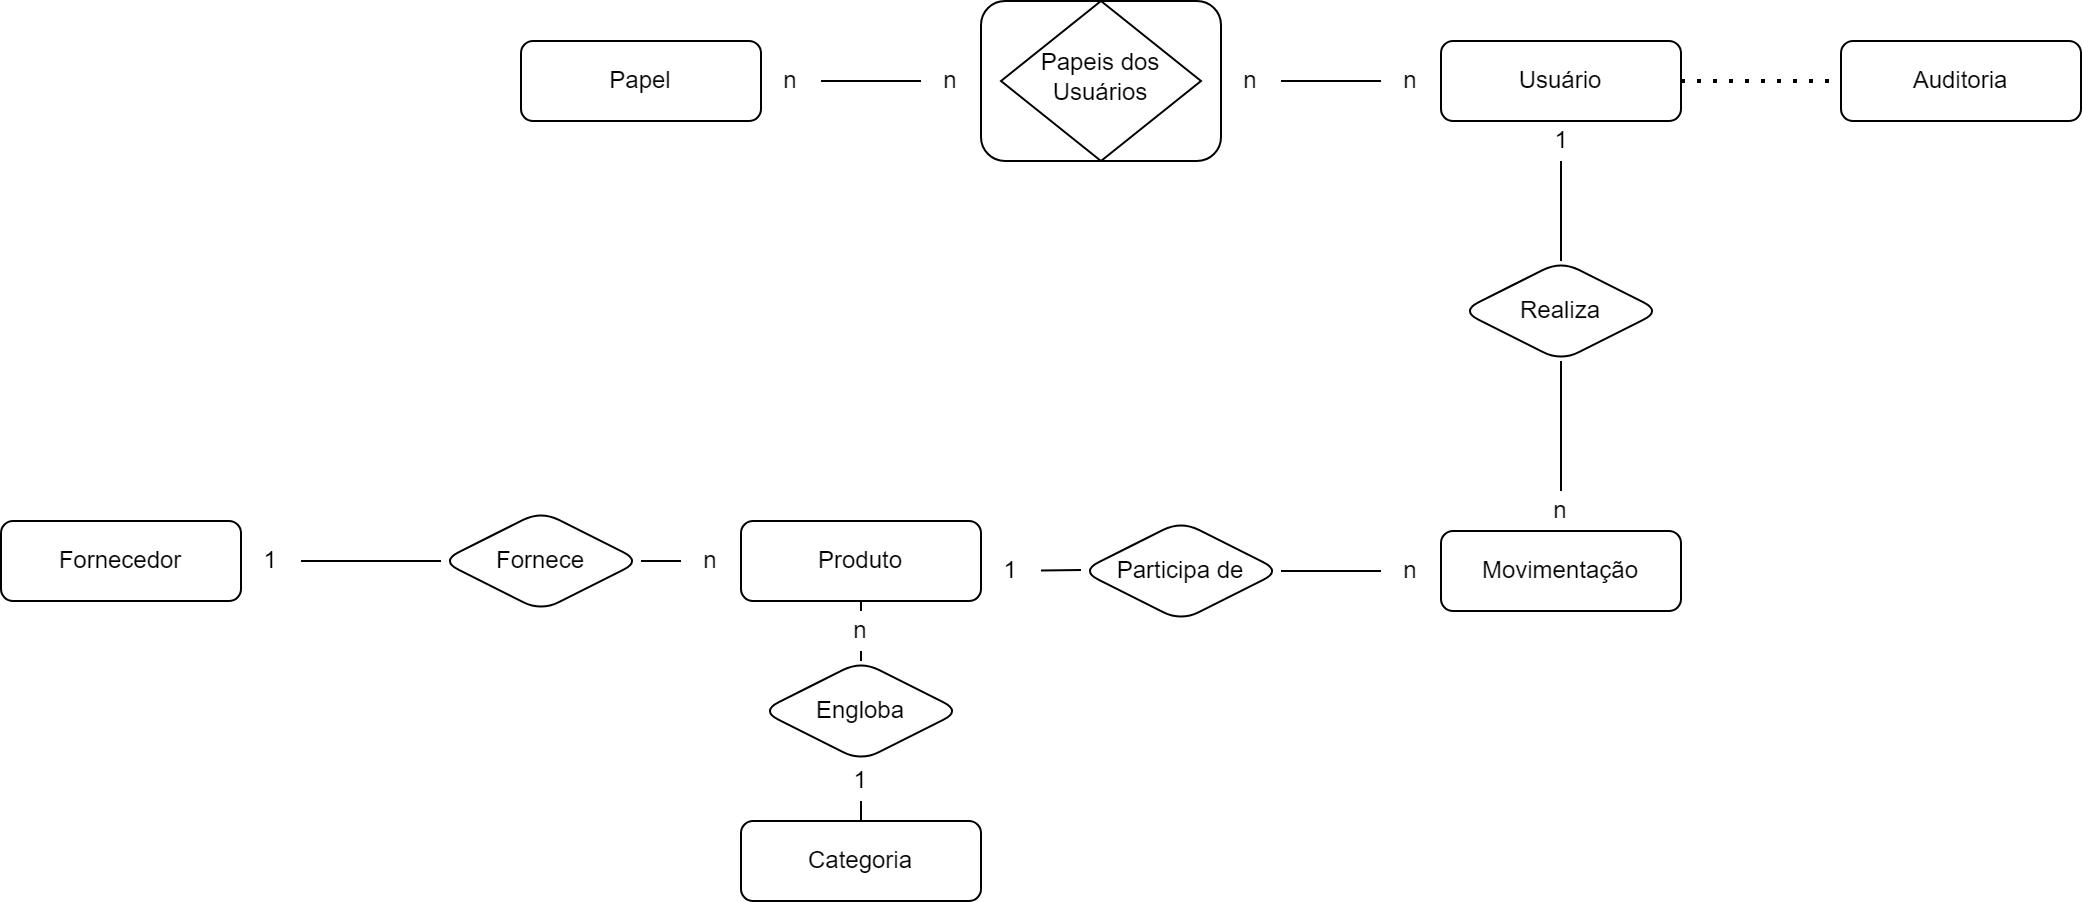 Papel
n
n
Papeis dos
Usuários
n
n
Usuário
Auditoria
1
Realiza
n
Fornecedor
1
Fornece
n
Produto
1
Participa de
n
Movimentação
n
Engloba
1
Categoria